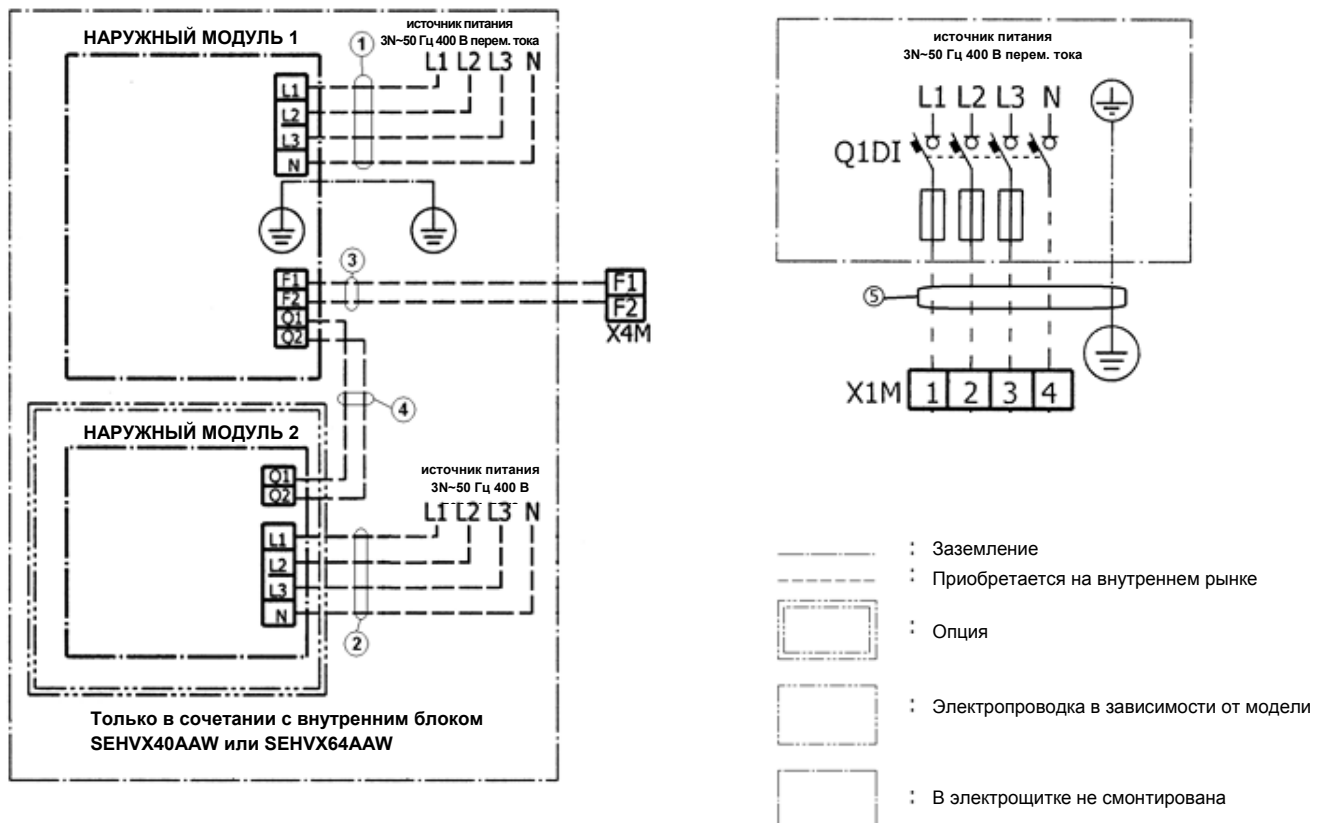 НАРУЖНЫЙ МОДУЛЬ 1
источник питания
3N~50 Гц 400 В перем. тока
L1 L2 L3 N
1
L1
L2
L3
N
3
F1
F2
Q1
Q2
F1
F2
X4M
4
НАРУЖНЫЙ МОДУЛЬ 2
источник питания
3N~50 Гц 400 В
L1 L2 L3 N
Q1
Q2
L1
L2
L3
N
2
Только в сочетании с внутренним блоком
SEHVX40AAW или SEHVX64AAW
источник питания
3N~50 Гц 400 В перем. тока
L1 L2 L3 N
Q1DI
5
X1M 1 2 3 4
: Заземление
: Приобретается на внутреннем рынке
: Опция
: Электропроводка в зависимости от модели
: В электрощитке не смонтирована